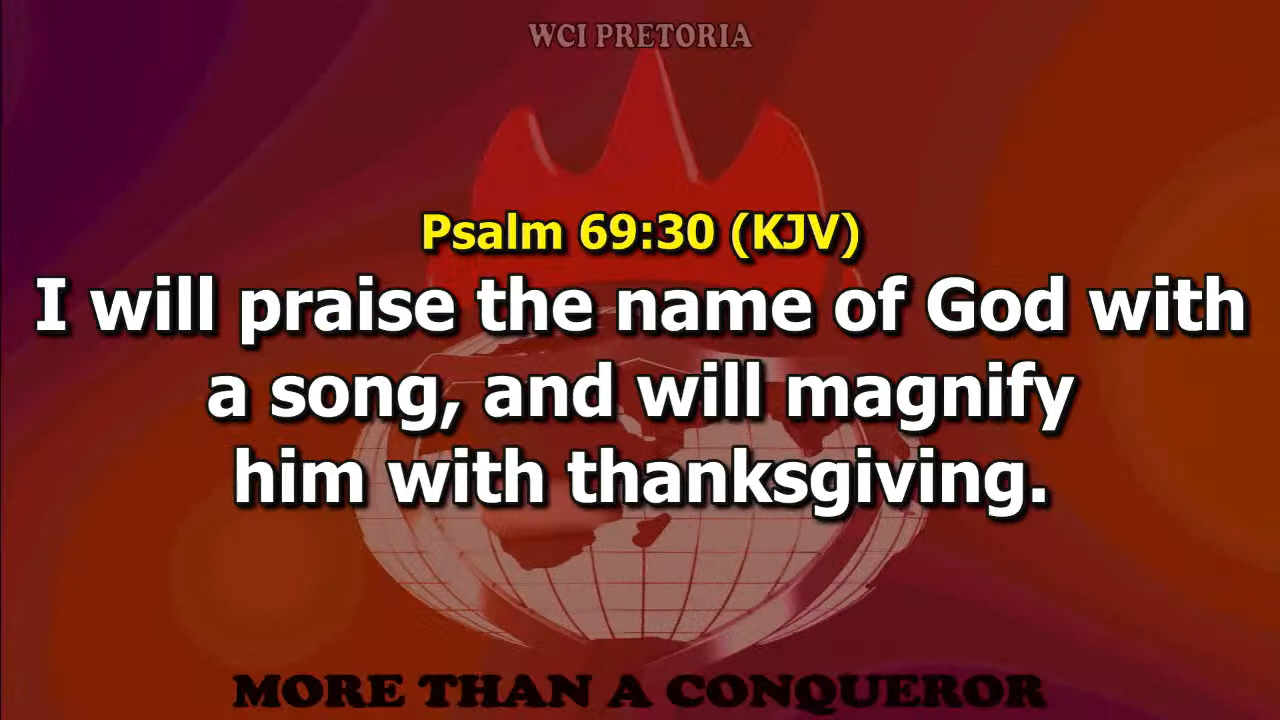 WCI PRETORIA
Psalm 69:30 (KJV)
I will praise the name of God with
a song, and will magnify
him with thanksgiving.
MORE THAN A CONQUEROR